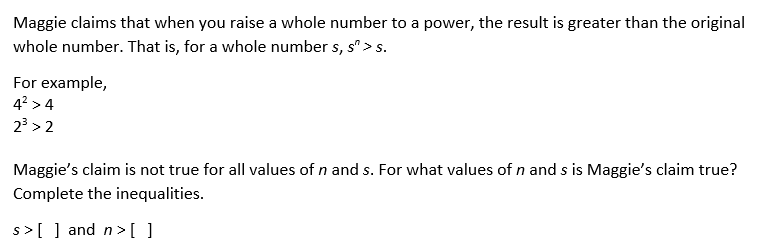 Maggie claims that when you raise a whole number to a power, the result is greater than the original
whole number. That is, for a whole number s, sⁿ > s.
For example,
4² > 4
2³ > 2
Maggie’s claim is not true for all values of n and s. For what values of n and s is Maggie’s claim true?
Complete the inequalities.
s > [ ] and n > [ ]